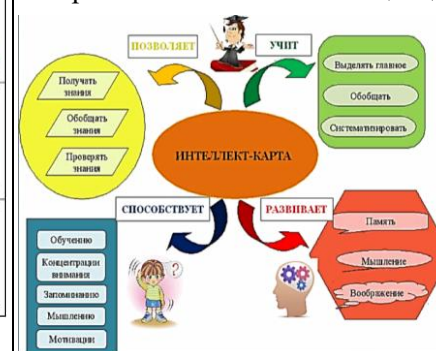 ПОЗВОЛЯЕТ
УЧИТ
Получать
знания
Обобщать
знания
Проверять
знания
Выделять главное
Обобщать
Систематизировать
ИНТЕЛЛЕКТ-КАРТА
СПОСОБСТВУЕТ
РАЗВИВАЕТ
Обучению
Концентрации
внимания
Запоминанию
Мышлению
Мотивации
?
Память
Мышление
Воображение